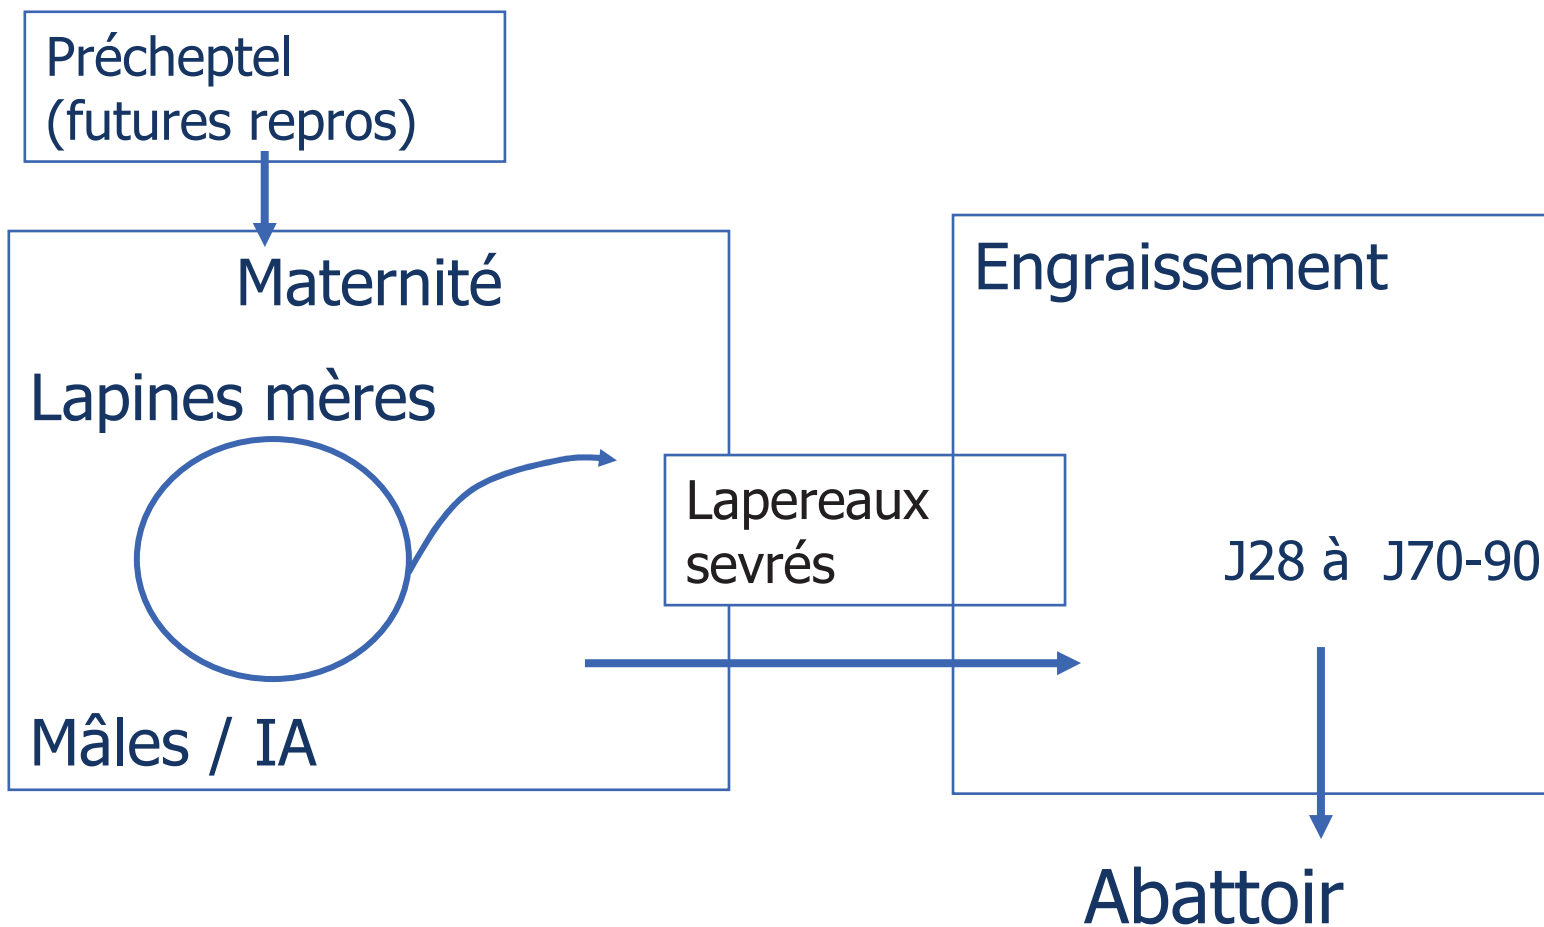 Précheptel
(futures repros)
Maternité
Lapines mères
Mâles / IA
Lapereaux
sevrés
Engraissement
J28 à J70-90
Abattoir